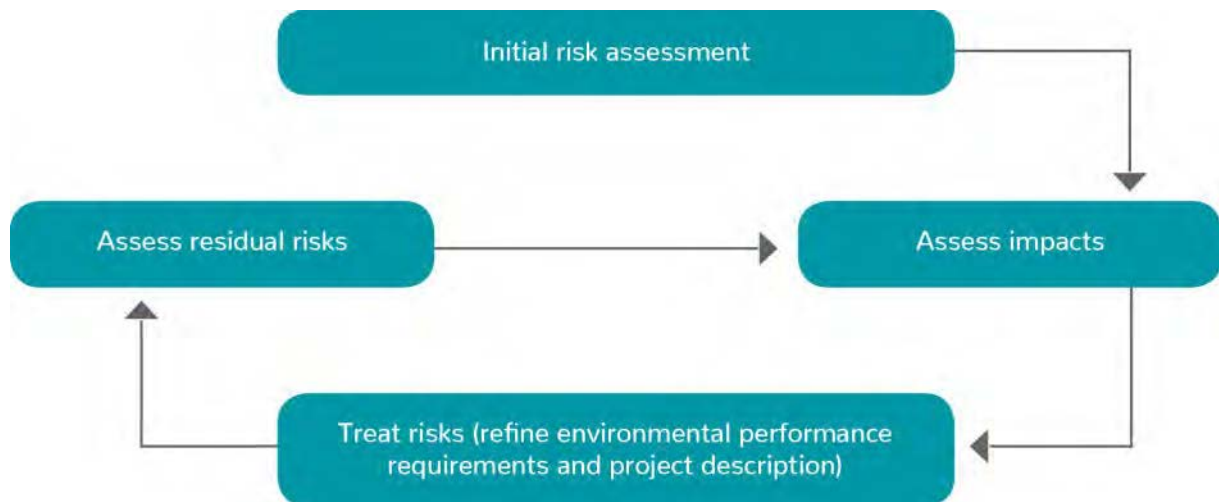 Initial risk assessment
Assess residual risks
Assess impacts
Treat risks (refine environmental performance
requirements and project description)